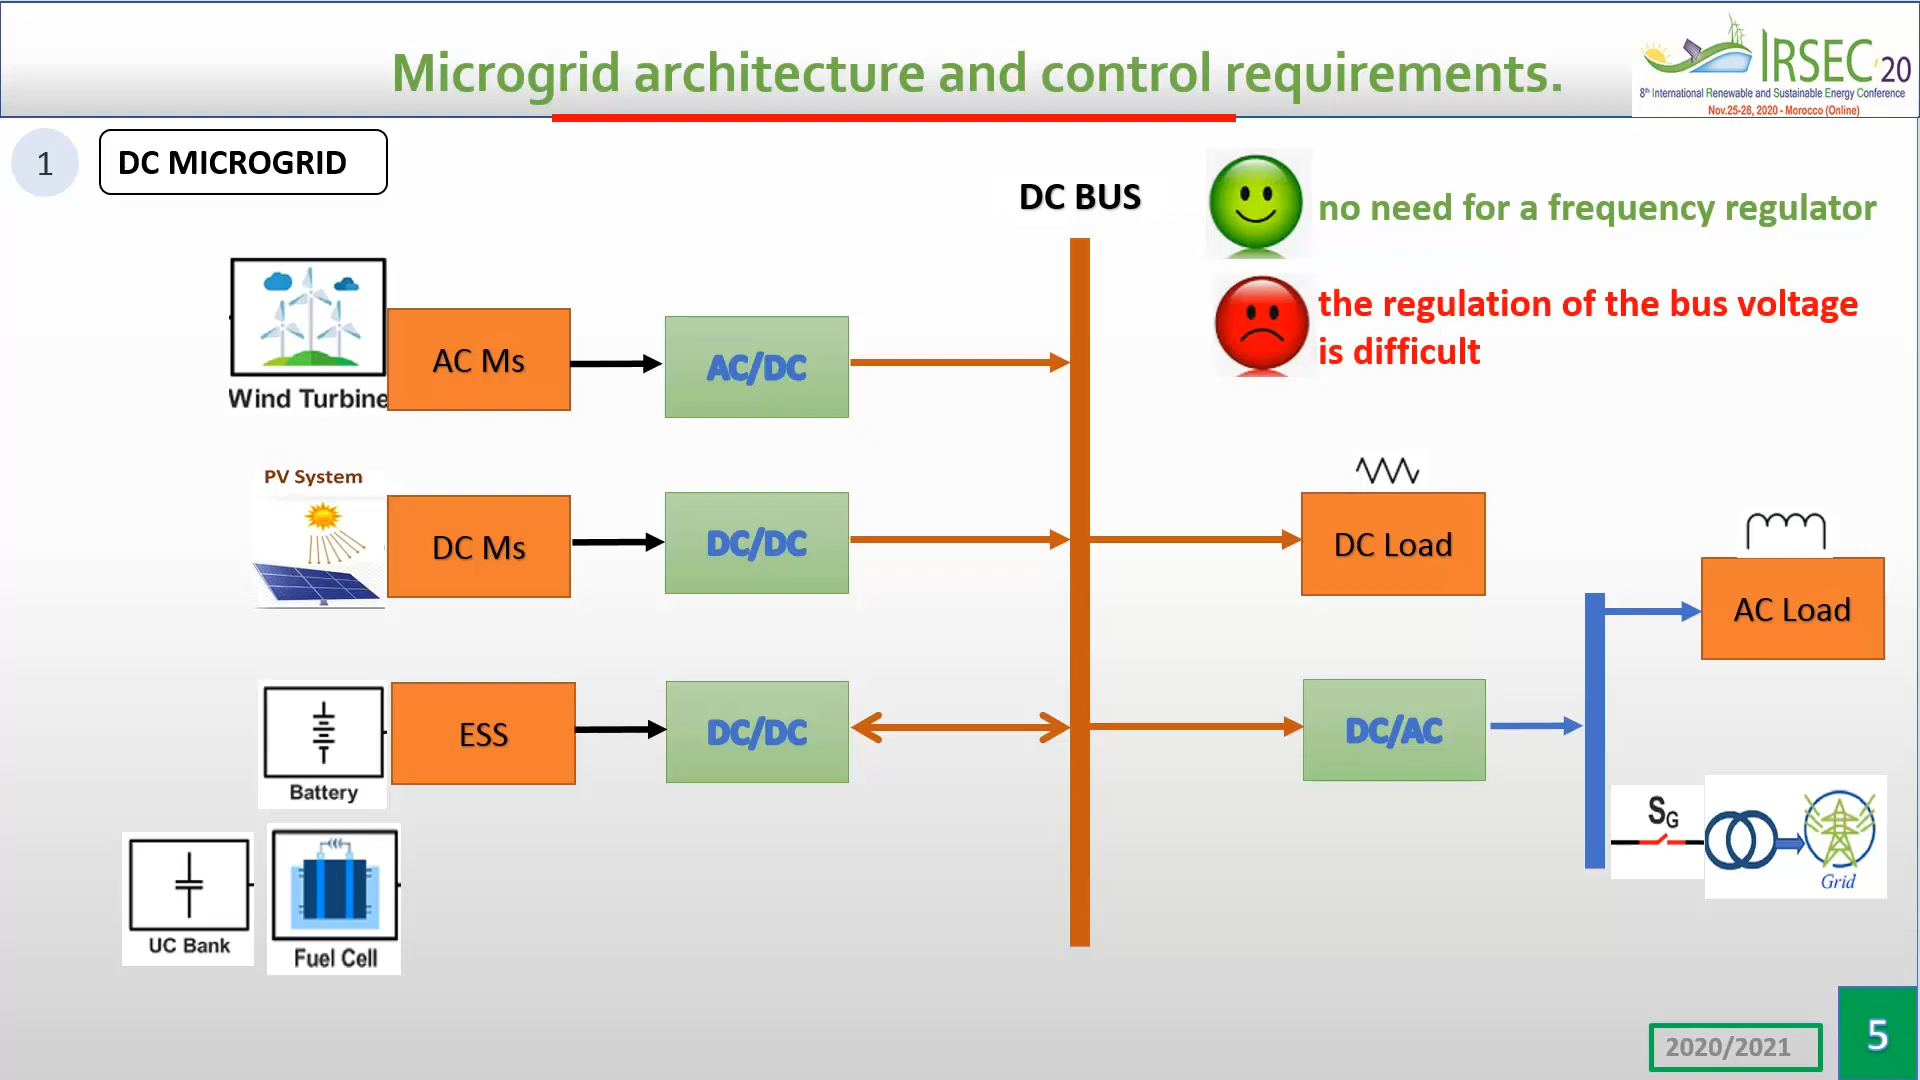 Microgrid architecture and control requirements.
IRSEC'20
8th International Renewable and Sustainable Energy Conference
Nov.25-28, 2020 - Morocco (Online)
1
DC MICROGRID
DC BUS
no need for a frequency regulator
the regulation of the bus voltage
is difficult
Wind Turbine
AC Ms
AC/DC
PV System
DC Ms
DC/DC
DC Load
AC Load
Battery
ESS
DC/DC
DC/AC
SG
Grid
UC Bank
Fuel Cell
2020/2021
5